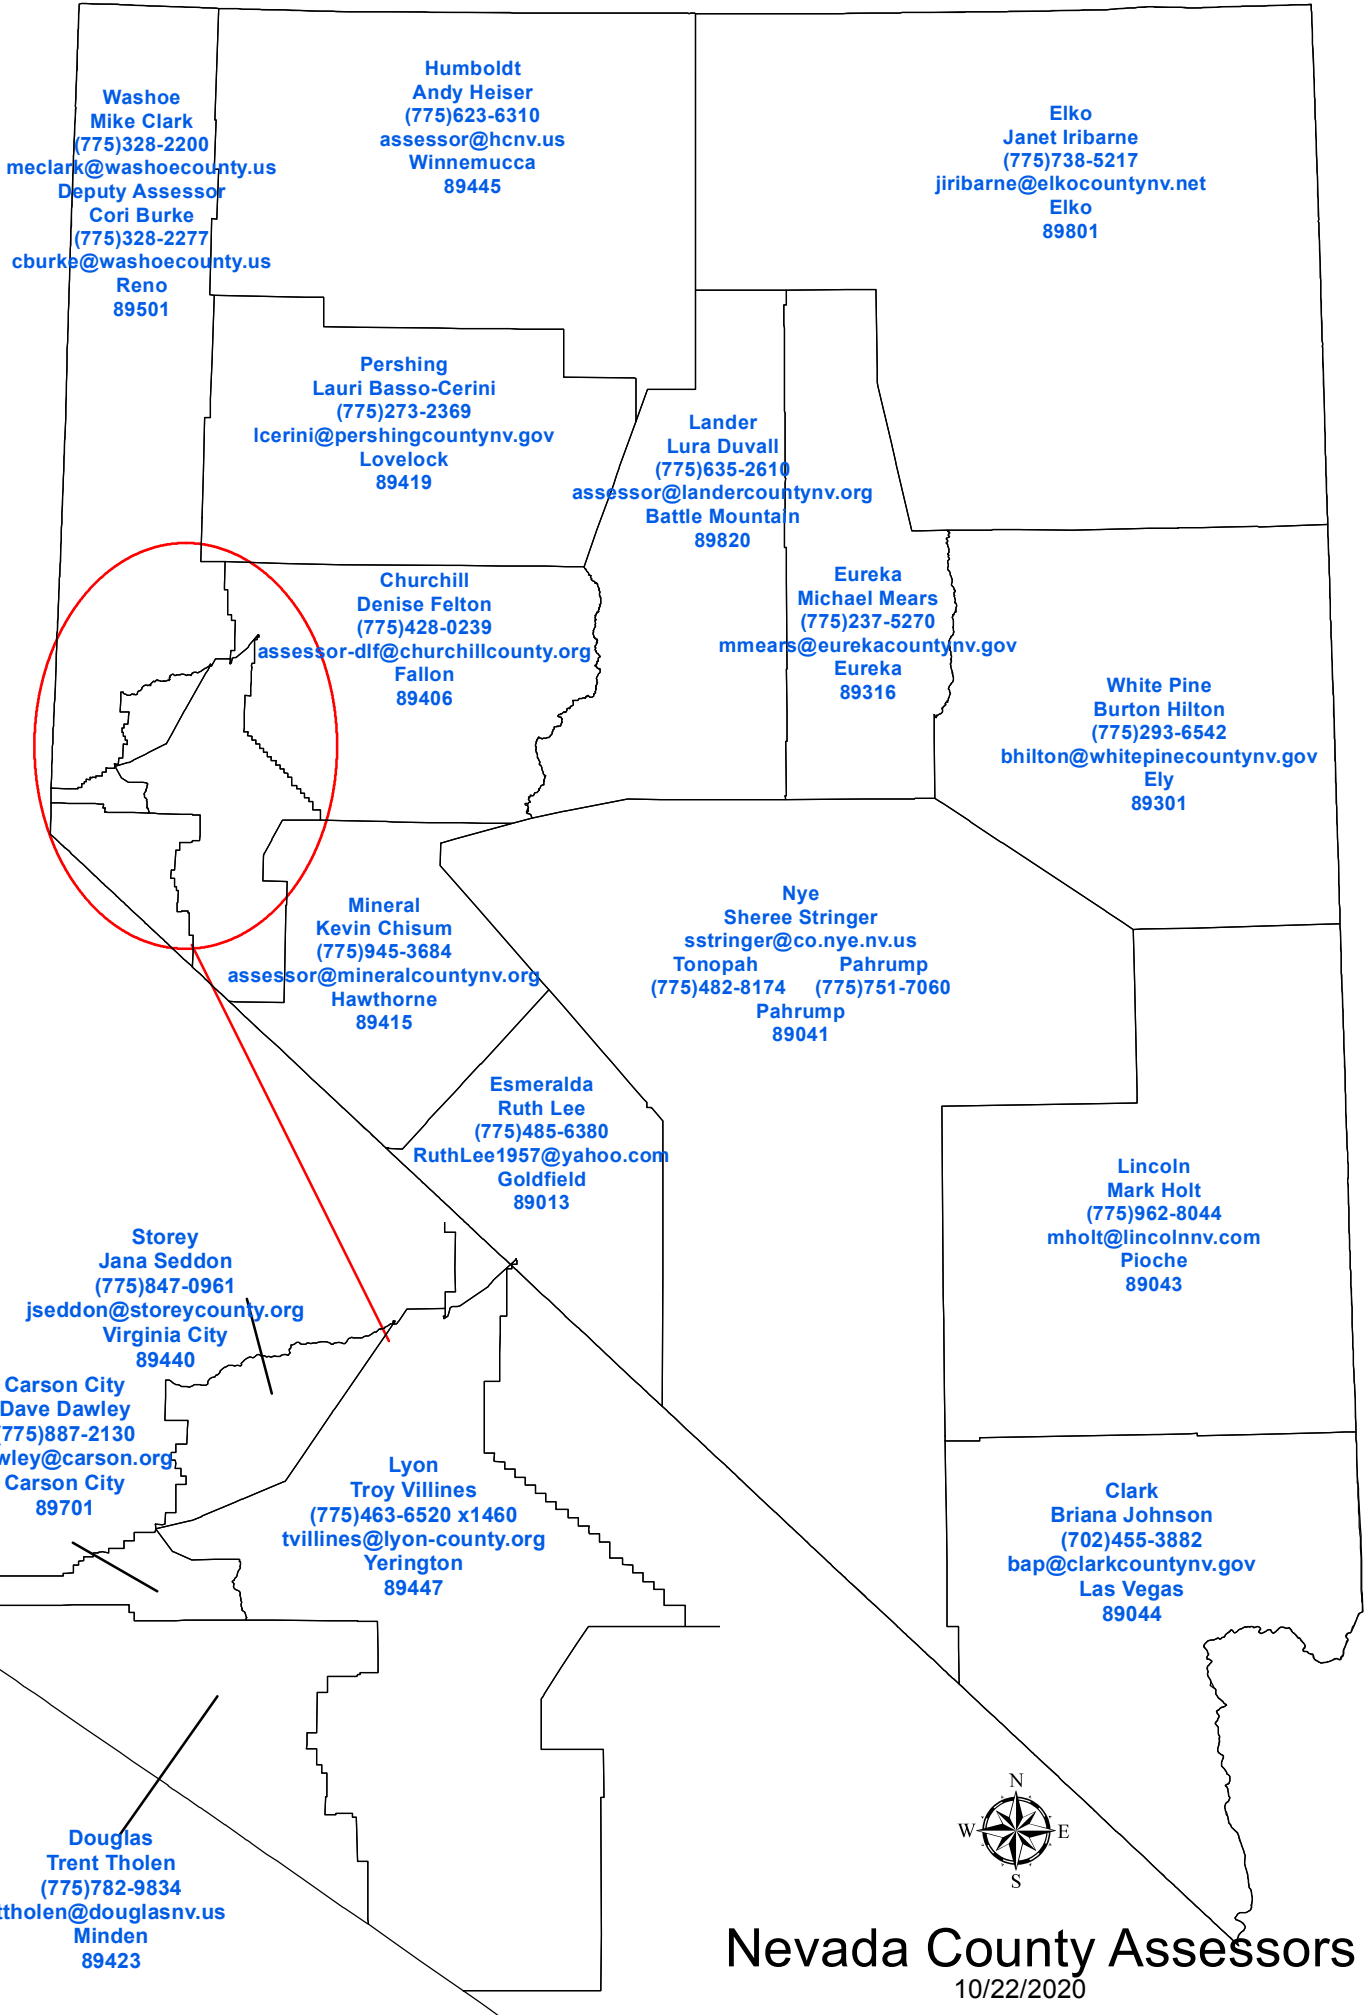 Washoe
Mike Clark
(775)328-2200
meclark@washoecounty.us
Deputy Assessor
Cori Burke
(775)328-2277
cburke@washoecounty.us
Reno
89501
Humboldt
Andy Heiser
(775)623-6310
assessor@hcnv.us
Winnemucca
89445
Elko
Janet Iribarne
(775)738-5217
jiribarne@elkocountynv.net
Elko
89801
Pershing
Lauri Basso-Cerini
(775)273-2369
lcerini@pershingcountynv.gov
Lovelock
89419
Lander
Lura Duvall
(775)635-2610
assessor@landercountynv.org
Battle Mountain
89820
Churchill
Denise Felton
(775)428-0239
assessor-dlf@churchillcounty.org
Fallon
89406
Eureka
Michael Mears
(775)237-5270
mmears@eurekacountynv.gov
Eureka
89316
White Pine
Burton Hilton
(775)293-6542
bhilton@whitepinecountynv.gov
Ely
89301
Mineral
Kevin Chisum
(775)945-3684
assessor@mineralcountynv.org
Hawthorne
89415
Nye
Sheree Stringer
sstringer@co.nye.nv.us
Tonopah Pahrump
(775)482-8174 (775)751-7060
Pahrump
89041
Esmeralda
Ruth Lee
(775)485-6380
RuthLee1957@yahoo.com
Goldfield
89013
Lincoln
Mark Holt
(775)962-8044
mholt@lincolnnv.com
Pioche
89043
Storey
Jana Seddon
(775)847-0961
jseddon@storeycounty.org
Virginia City
89440
Carson City
Dave Dawley
(775)887-2130
wley@carson.org
Carson City
89701
Lyon
Troy Villines
(775)463-6520 x1460
tvillines@lyon-county.org
Yerington
89447
Clark
Briana Johnson
(702)455-3882
bap@clarkcountynv.gov
Las Vegas
89044
Douglas
Trent Tholen
(775)782-9834
ttholen@douglasnv.us
Minden
89423
N
W E
S
Nevada County Assessors
10/22/2020